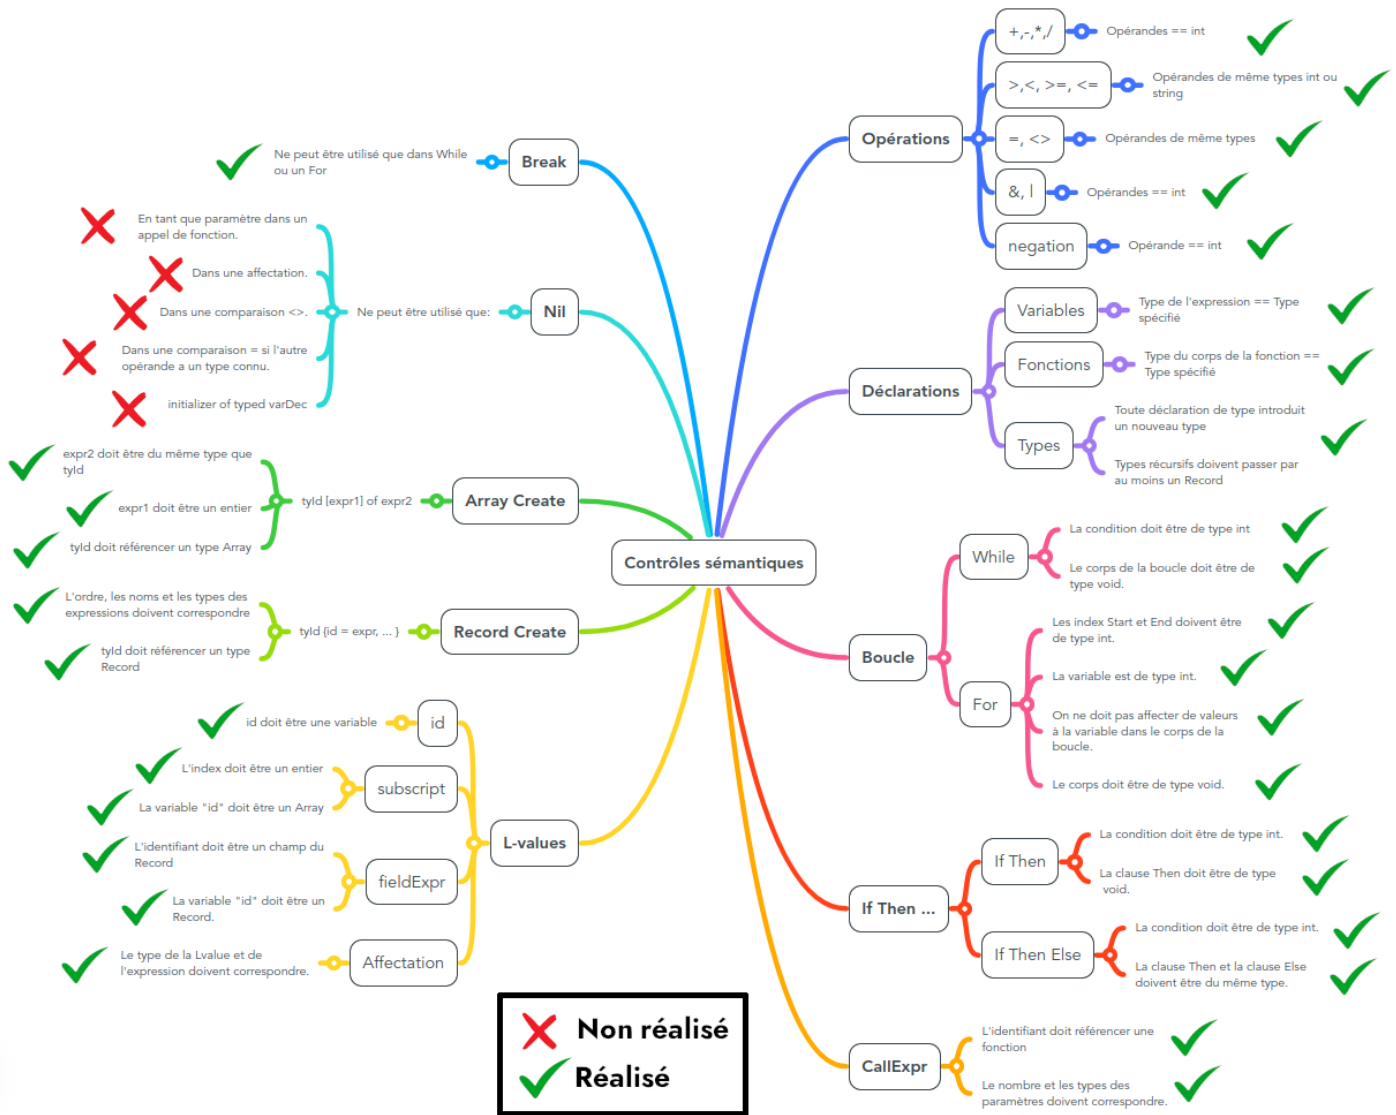 Contrôles sémantiques
Break
Ne peut être utilisé que dans While
ou un For
Nil
Ne peut être utilisé que:
En tant que paramètre dans un
appel de fonction.
Dans une affectation.
Dans une comparaison <>.
Dans une comparaison = si l'autre
opérande a un type connu.
initializer of typed varDec
Array Create
tyId [expr1] of expr2
expr2 doit être du même type que
tyId
expr1 doit être un entier
tyId doit référencer un type Array
Record Create
tyId {id = expr, ... }
L'ordre, les noms et les types des
expressions doivent correspondre
tyId doit référencer un type
Record
L-values
id
id doit être une variable
subscript
L'index doit être un entier
La variable "id" doit être un Array
fieldExpr
L'identifiant doit être un champ du
Record
La variable "id" doit être un
Record.
Affectation
Le type de la Lvalue et de
l'expression doivent correspondre.
Opérations
+,-,*,/
Opérandes == int
>,<, >=, <=
Opérandes de même types int ou
string
=, <>
Opérandes de même types
&, |
Opérandes == int
negation
Opérande == int
Déclarations
Variables
Type de l'expression == Type
spécifié
Fonctions
Type du corps de la fonction ==
Type spécifié
Types
Toute déclaration de type introduit
un nouveau type
Types récursifs doivent passer par
au moins un Record
Boucle
While
La condition doit être de type int
Le corps de la boucle doit être de
type void.
For
Les index Start et End doivent être
de type int.
La variable est de type int.
On ne doit pas affecter de valeurs
à la variable dans le corps de la
boucle.
Le corps doit être de type void.
If Then ...
If Then
La condition doit être de type int.
La clause Then doit être de type
void.
If Then Else
La condition doit être de type int.
La clause Then et la clause Else
doivent être du même type.
CallExpr
L'identifiant doit référencer une
fonction
Le nombre et les types des
paramètres doivent correspondre.
Non réalisé
Réalisé